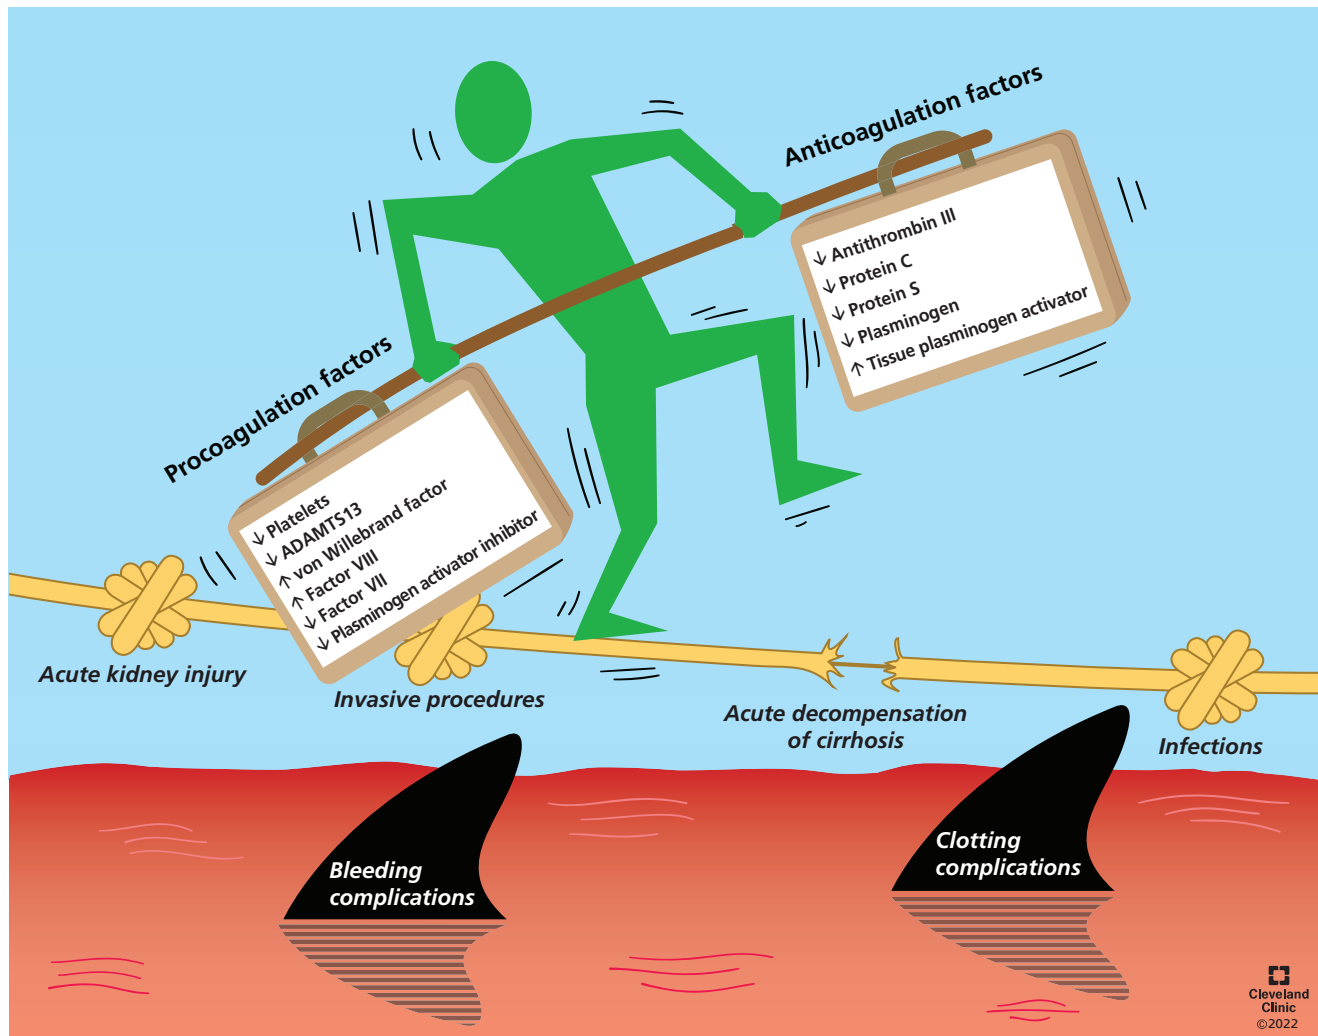 Anticoagulation factors
↓ Antithrombin III
↓ Protein C
↓ Protein S
↓ Plasminogen
↑ Tissue plasminogen activator
Procoagulation factors
↓ Platelets
↓ ADAMTS13
↑ von Willebrand factor
↑ Factor VIII
↓ Factor VII
↓ Plasminogen activator inhibitor
Acute kidney injury
Invasive procedures
Acute decompensation
of cirrhosis
Infections
Bleeding
complications
Clotting
complications
Cleveland
Clinic
©2022